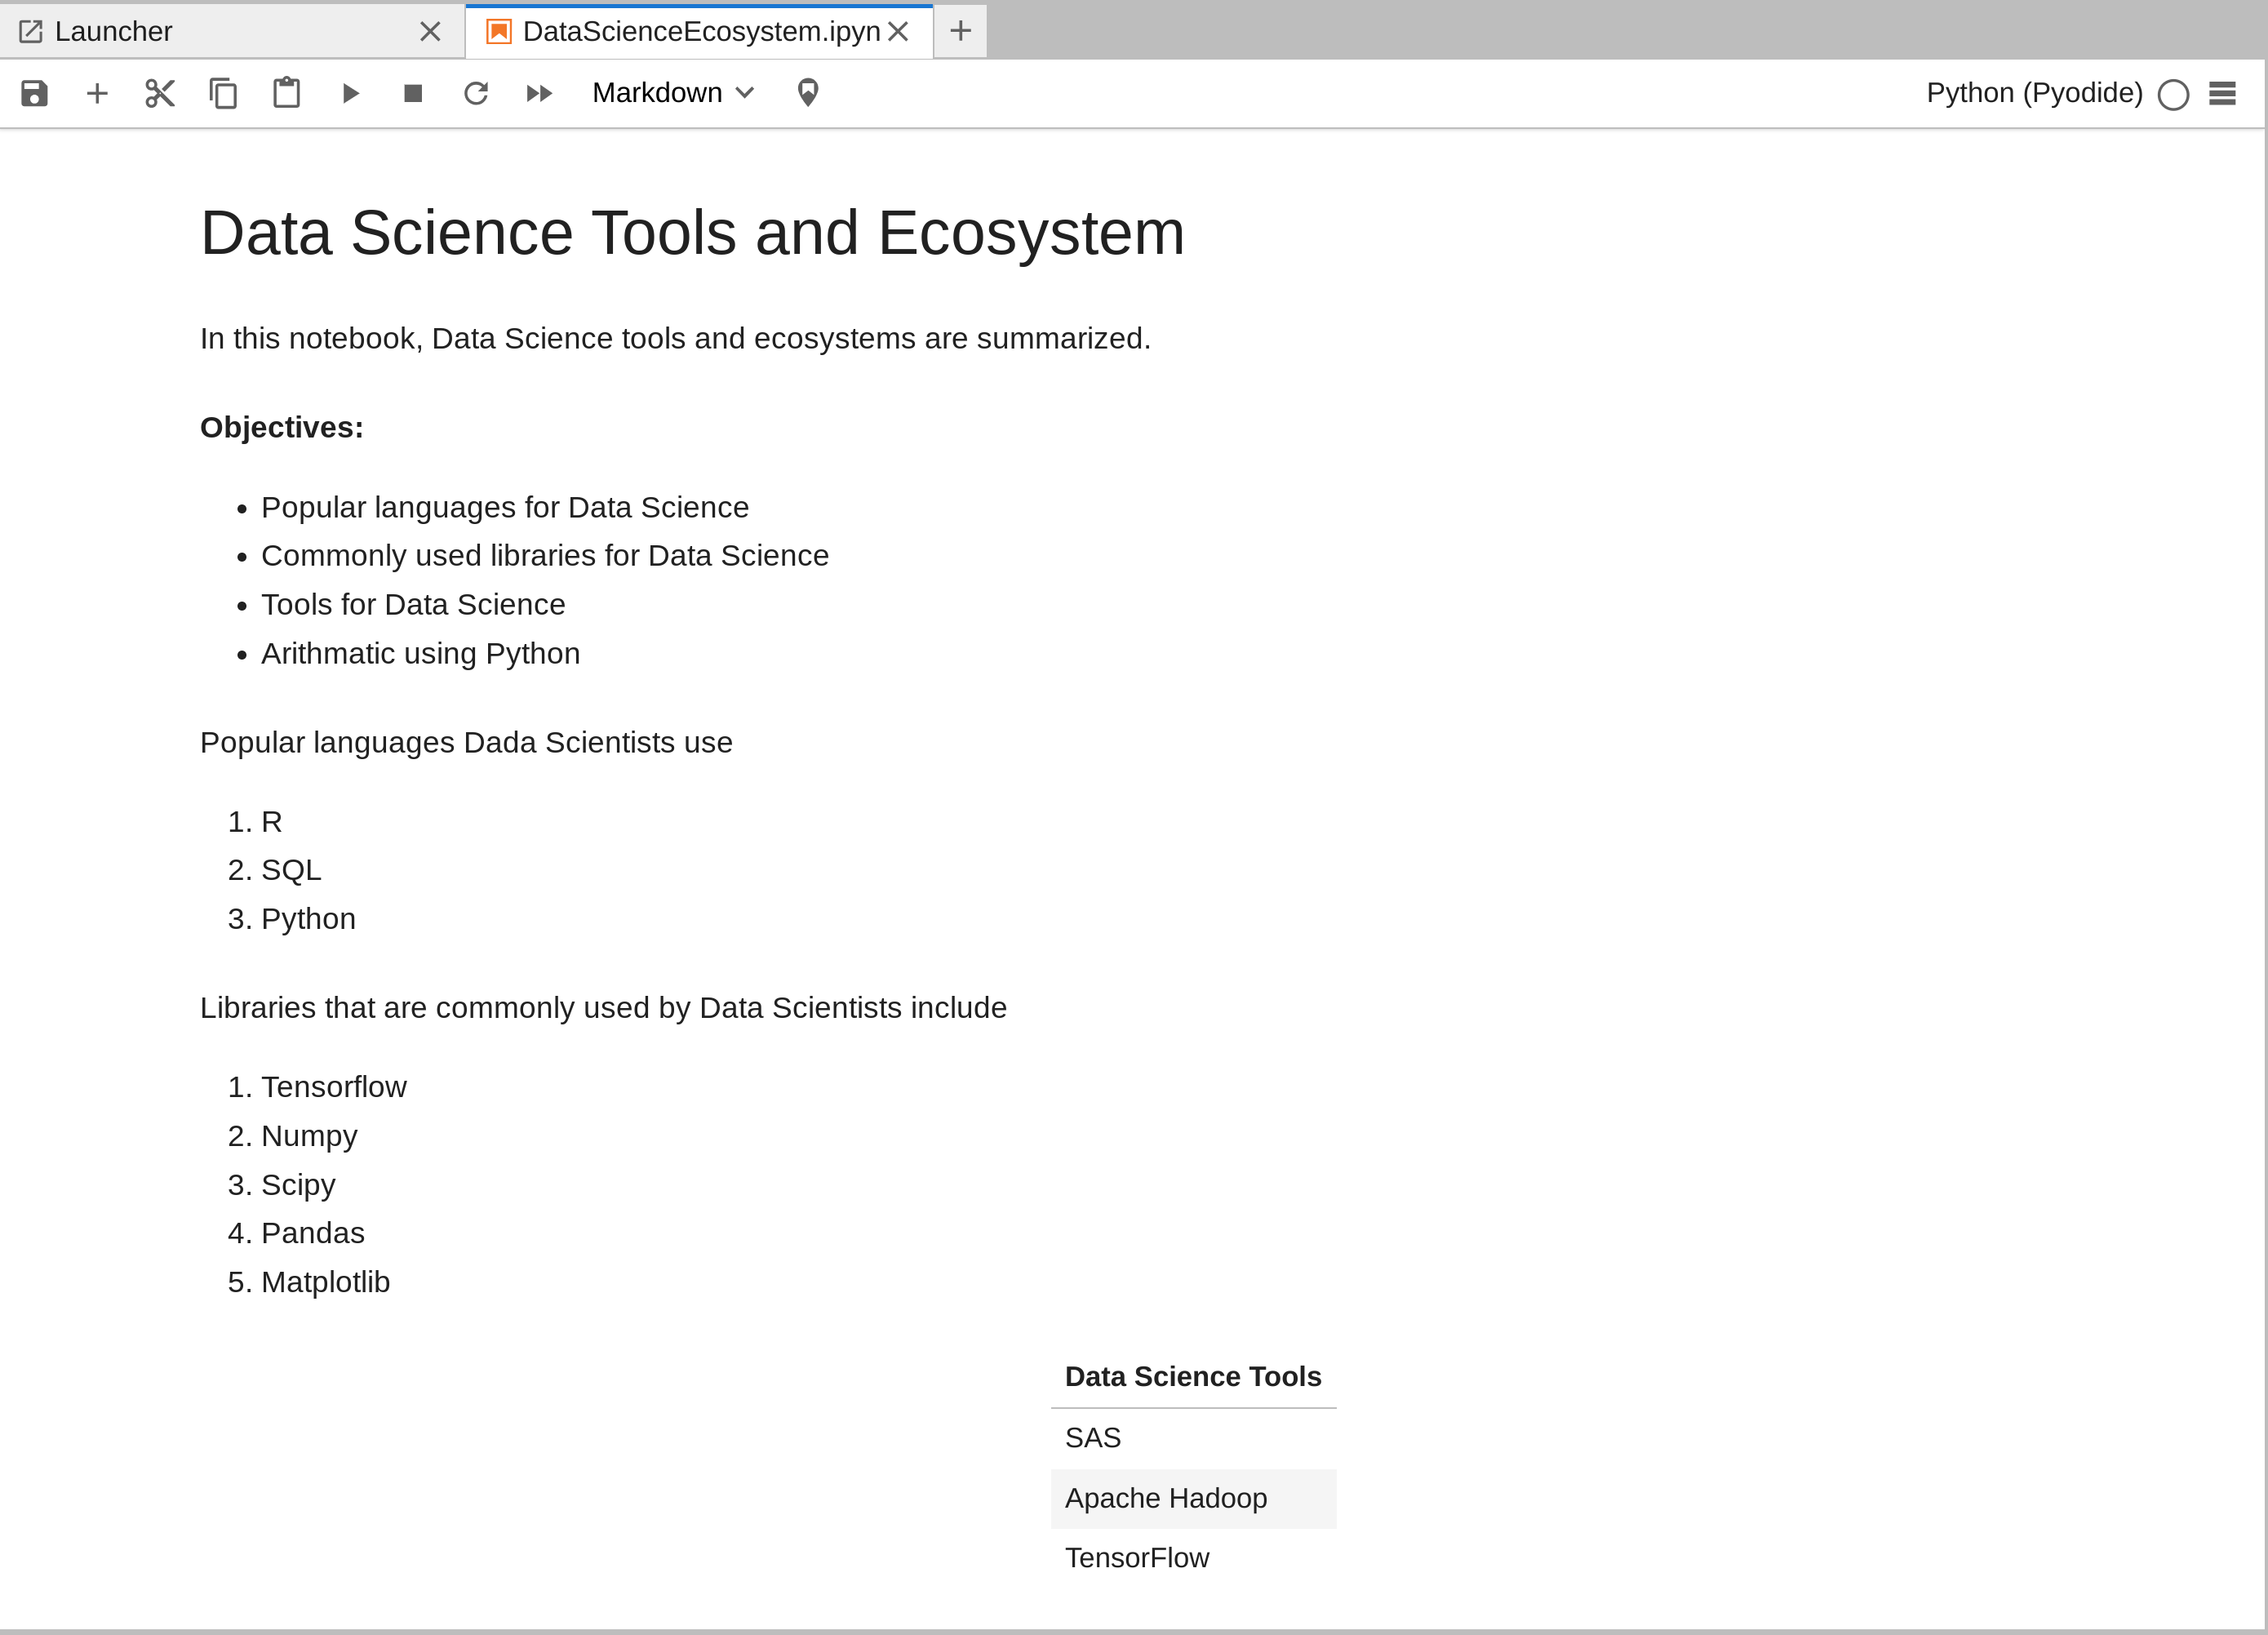 Launcher
DataScienceEcosystem.ipyn
Markdown
Python (Pyodide)
Data Science Tools and Ecosystem
In this notebook, Data Science tools and ecosystems are summarized.
Objectives:
• Popular languages for Data Science
• Commonly used libraries for Data Science
• Tools for Data Science
• Arithmatic using Python
Popular languages Dada Scientists use
1. R
2. SQL
3. Python
Libraries that are commonly used by Data Scientists include
1. Tensorflow
2. Numpy
3. Scipy
4. Pandas
5. Matplotlib
Data Science Tools
SAS
Apache Hadoop
TensorFlow